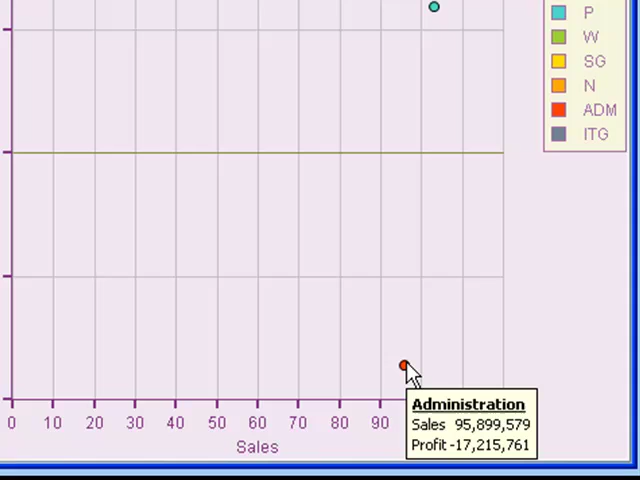 P
W
SG
N
ADM
ITG
0 10 20 30 40 50 60 70 80 90
Sales
Administration
Sales 95,899,579
Profit -17,215,761